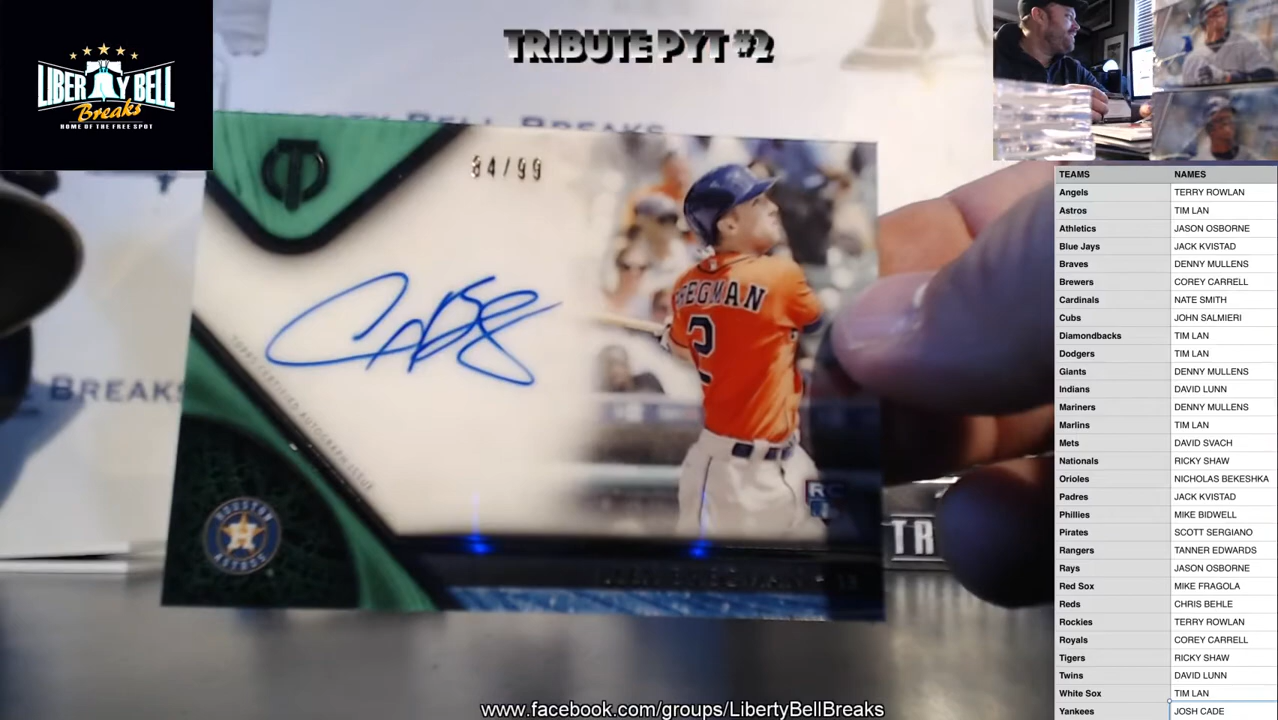 TRIBUTE PYT #2
LIBERTY BELL
Breaks
HOME OF THE FREE SPOT
BELL BREAKS
84/99
BREGMAN
2
BREAKS
RC
HOUSTON
ASTROS
TR
www.facebook.com/groups/LibertyBellBreaks
TEAMS NAMES
Angels TERRY ROWLAN
Astros TIM LAN
Athletics JASON OSBORNE
Blue Jays JACK KVISTAD
Braves DENNY MULLENS
Brewers COREY CARRELL
Cardinals NATE SMITH
Cubs JOHN SALMIERI
Diamondbacks TIM LAN
Dodgers TIM LAN
Giants DENNY MULLENS
Indians DAVID LUNN
Mariners DENNY MULLENS
Marlins TIM LAN
Mets DAVID SVACH
Nationals RICKY SHAW
Orioles NICHOLAS BEKESHKA
Padres JACK KVISTAD
Phillies MIKE BIDWELL
Pirates SCOTT SERGIANO
Rangers TANNER EDWARDS
Rays JASON OSBORNE
Red Sox MIKE FRAGOLA
Reds CHRIS BEHLE
Rockies TERRY ROWLAN
Royals COREY CARRELL
Tigers RICKY SHAW
Twins DAVID LUNN
White Sox TIM LAN
Yankees JOSH CADE